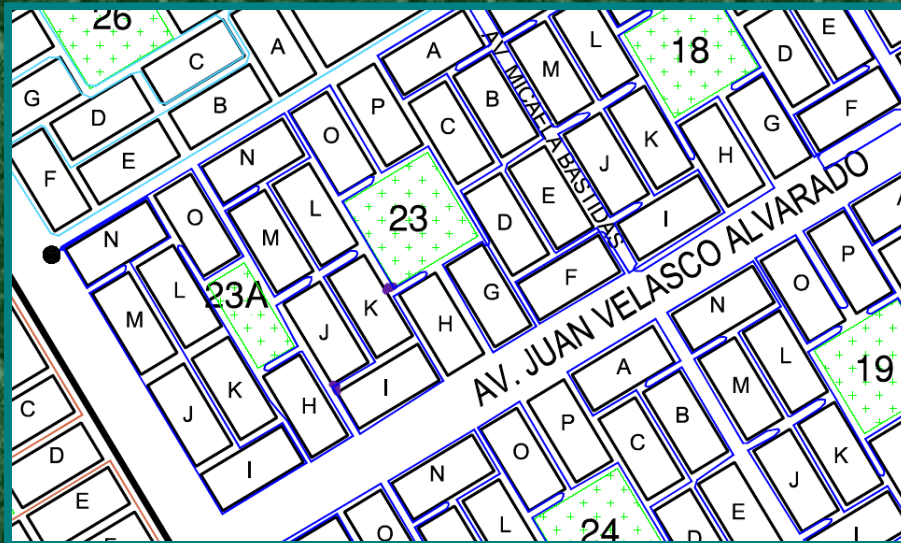 26
C
A
G
D
B
F
E
N
O
P
A
C
B
AV. MICAELA BASTIDAS
M
L
18
D
E
F
G
H
K
J
I
N
O
M
L
23
D
E
F
G
H
K
J
I
AV. JUAN VELASCO ALVARADO
23A
M
L
K
J
H
I
C
D
E
N
O
P
A
C
B
N
O
P
M
L
19
K
J
I
N
O
L
24
D
E